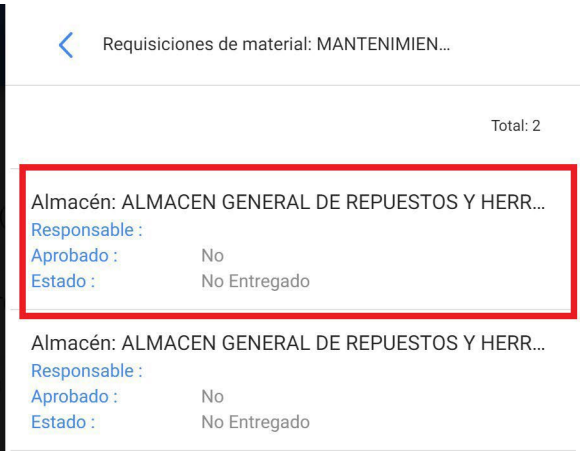 Requisiciones de material: MANTENIMIEN...
Total: 2
Almacén: ALMACEN GENERAL DE REPUESTOS Y HERR...
Responsable :
Aprobado : No
Estado : No Entregado
Almacén: ALMACEN GENERAL DE REPUESTOS Y HERR...
Responsable :
Aprobado : No
Estado : No Entregado